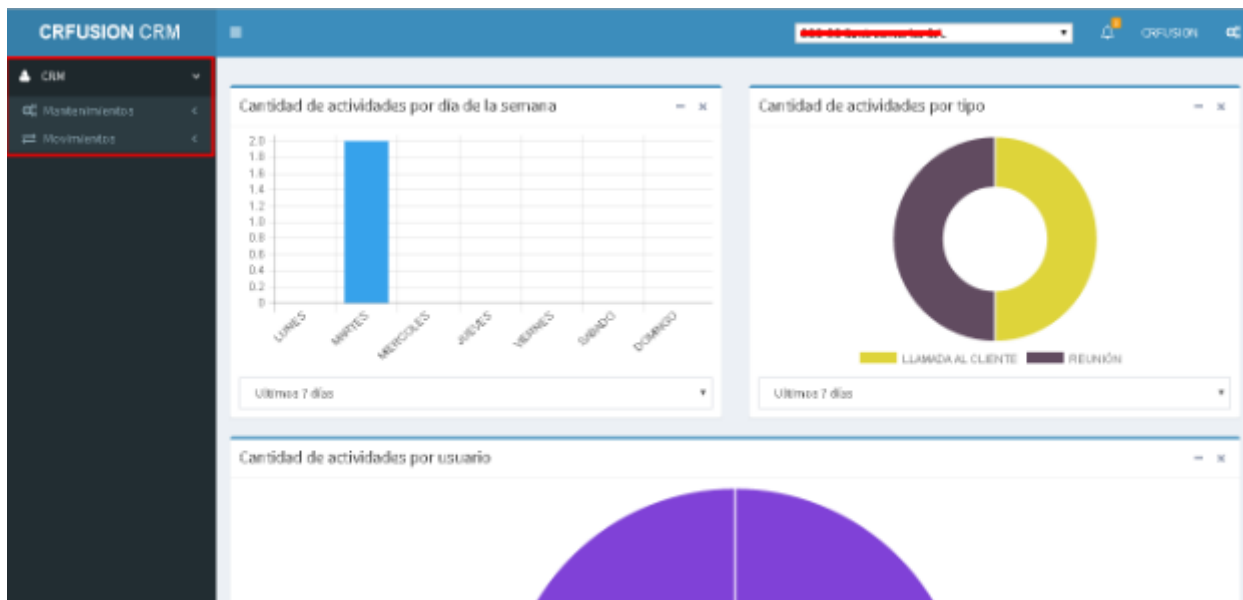 CRFUSION CRM
CRFUSION
CRM
Mantenimientos
Movimientos
Cantidad de actividades por día de la semana
2.0
1.8
1.6
1.4
1.2
1.0
0.8
0.6
0.4
0.2
0
LUNES
MARTES
MIERCOLES
JUEVES
VIERNES
SABADO
DOMINGO
Ultimos 7 días
Cantidad de actividades por tipo
LLAMADA AL CLIENTE
REUNIÓN
Ultimos 7 días
Cantidad de actividades por usuario